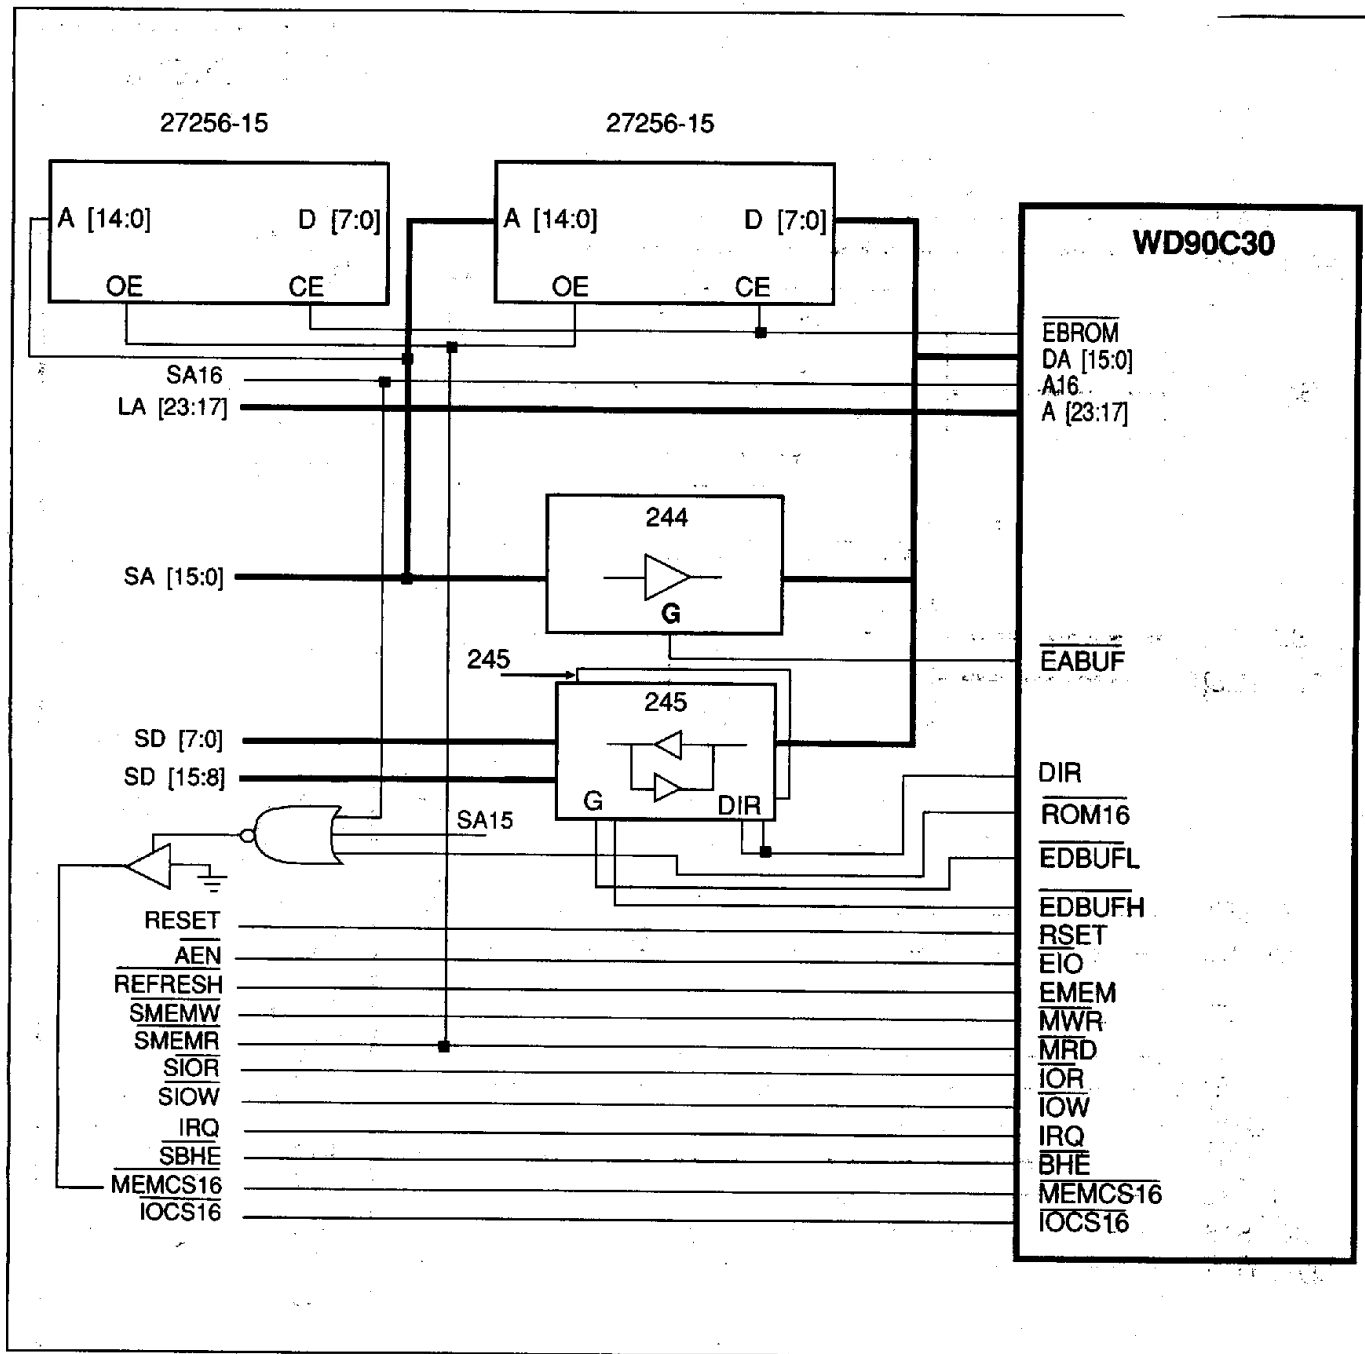 27256-15
27256-15
A [14:0]
D [7:0]
OE
CE
A [14:0]
D [7:0]
OE
CE
WD90C30
EBROM
DA [15:0]
A16
A [23:17]
SA16
LA [23:17]
244
G
SA [15:0]
EABUF
245
245
SD [7:0]
SD [15:8]
G
DIR
SA15
DIR
ROM16
EDBUFL
EDBUFH
RESET
RSET
AEN
EIO
REFRESH
EMEM
SMEMW
MWR
SMEMR
MRD
SIOR
IOR
SIOW
IOW
IRQ
IRQ
SBHE
BHE
MEMCS16
MEMCS16
IOCS16
IOCS16